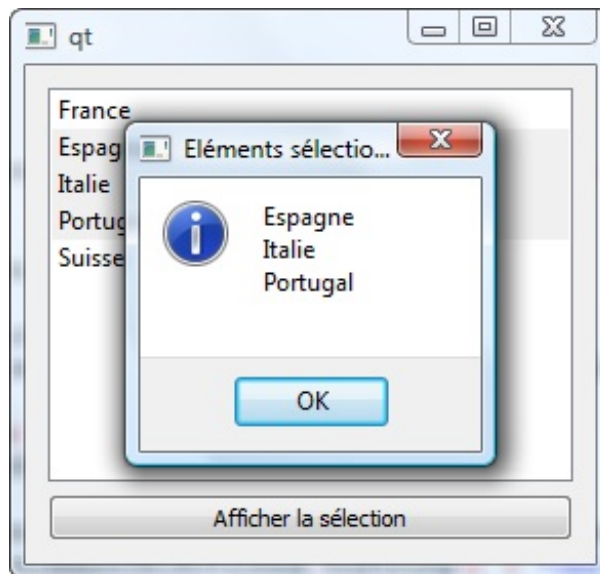 qt
France
Espag
Italie
Portug
Suisse
Eléments sélectio...
Espagne
Italie
Portugal
OK
Afficher la sélection